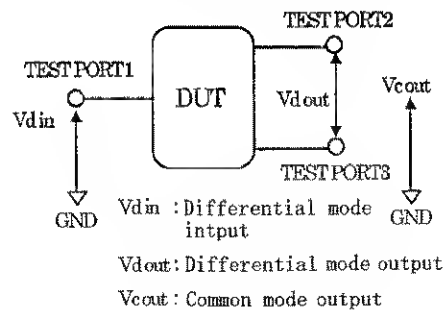 TEST PORT2
TEST PORT1
Vdin
DUT
Vdout
Vcout
TEST PORT3
GND
GND
Vdin :Differential mode
intput
Vdout:Differential mode output
Vcout:Common mode output